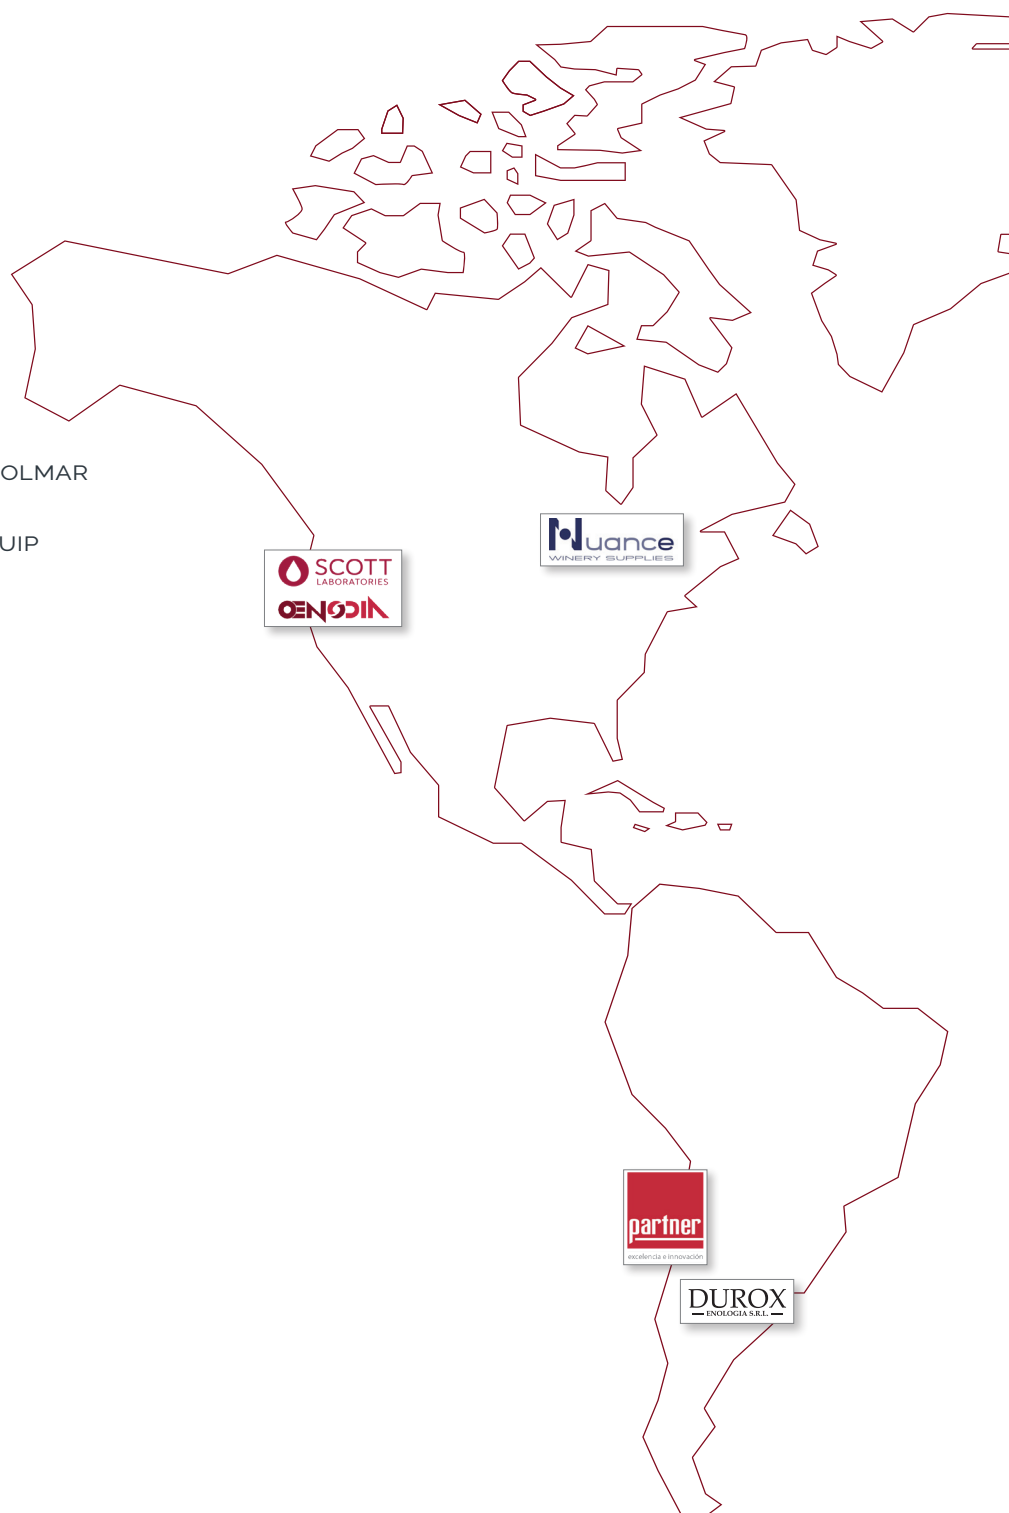 OLMAR
UIP
Nuance
WINERY SUPPLIES
SCOTT
LABORATORIES
OENODIA
partner
excelencia e innovación
DUROX
ENOLOGIA S.R.L.